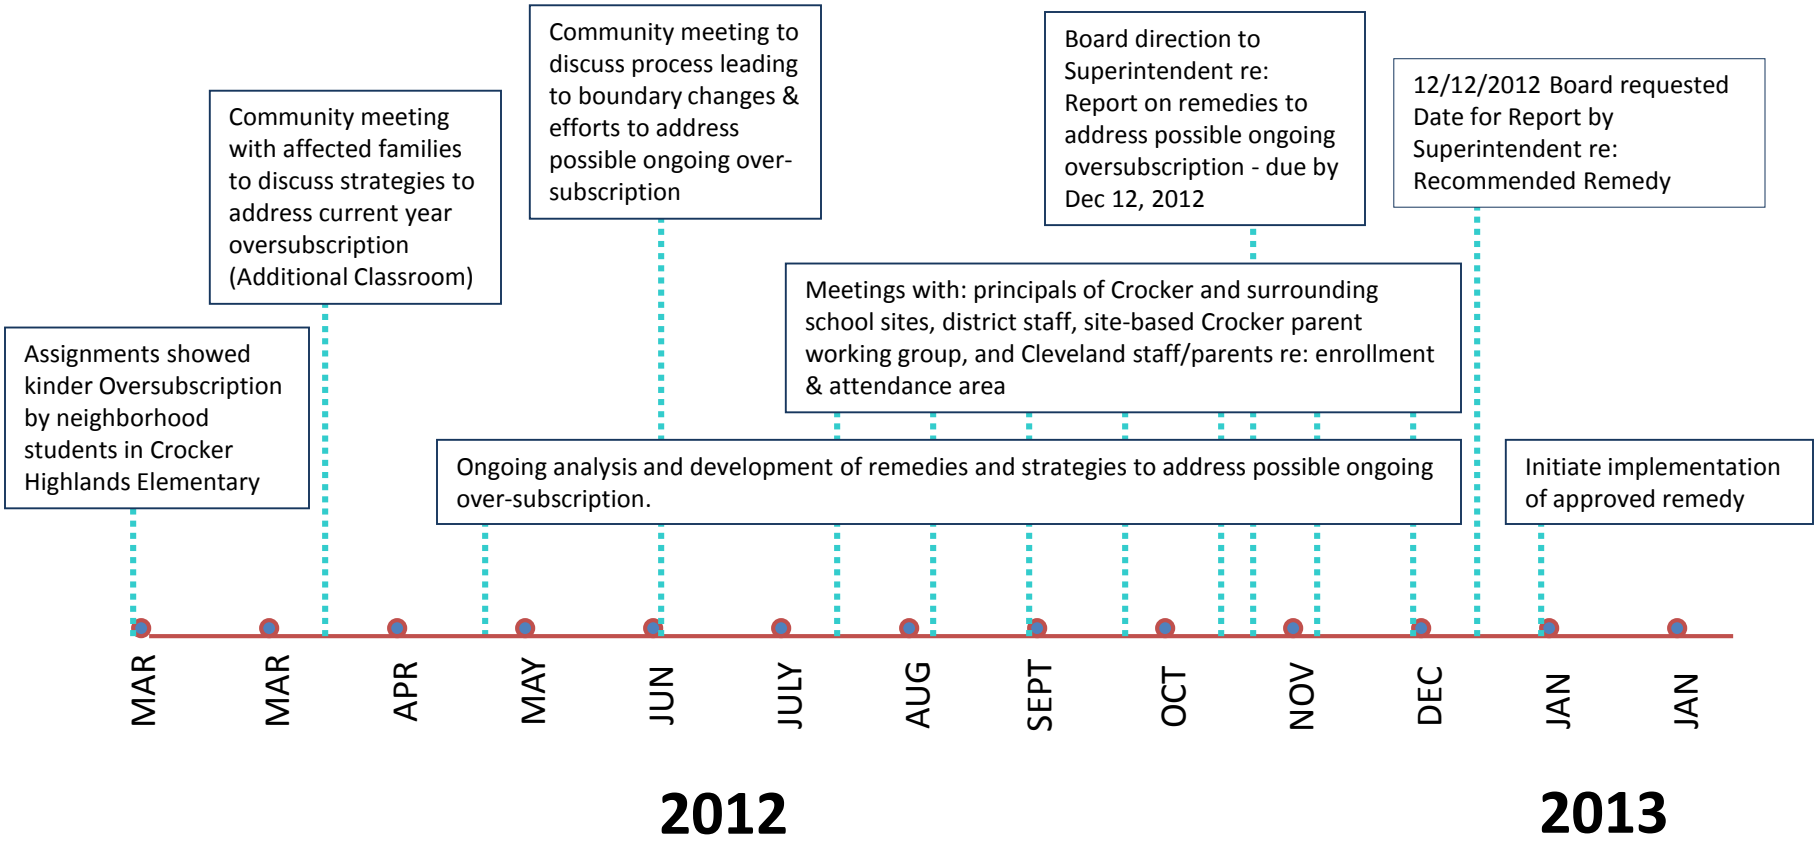 Assignments showed
kinder Oversubscription
by neighborhood
students in Crocker
Highlands Elementary
Community meeting
with affected families
to discuss strategies to
address current year
oversubscription
(Additional Classroom)
Community meeting to
discuss process leading
to boundary changes &
efforts to address
possible ongoing over-
subscription
Board direction to
Superintendent re:
Report on remedies to
address possible ongoing
oversubscription - due by
Dec 12, 2012
12/12/2012 Board requested
Date for Report by
Superintendent re:
Recommended Remedy
Meetings with: principals of Crocker and surrounding
school sites, district staff, site-based Crocker parent
working group, and Cleveland staff/parents re: enrollment
& attendance area
Ongoing analysis and development of remedies and strategies to address possible ongoing
over-subscription.
Initiate implementation
of approved remedy
MAR
MAR
APR
MAY
JUN
JULY
AUG
SEPT
OCT
NOV
DEC
JAN
JAN
2012
2013